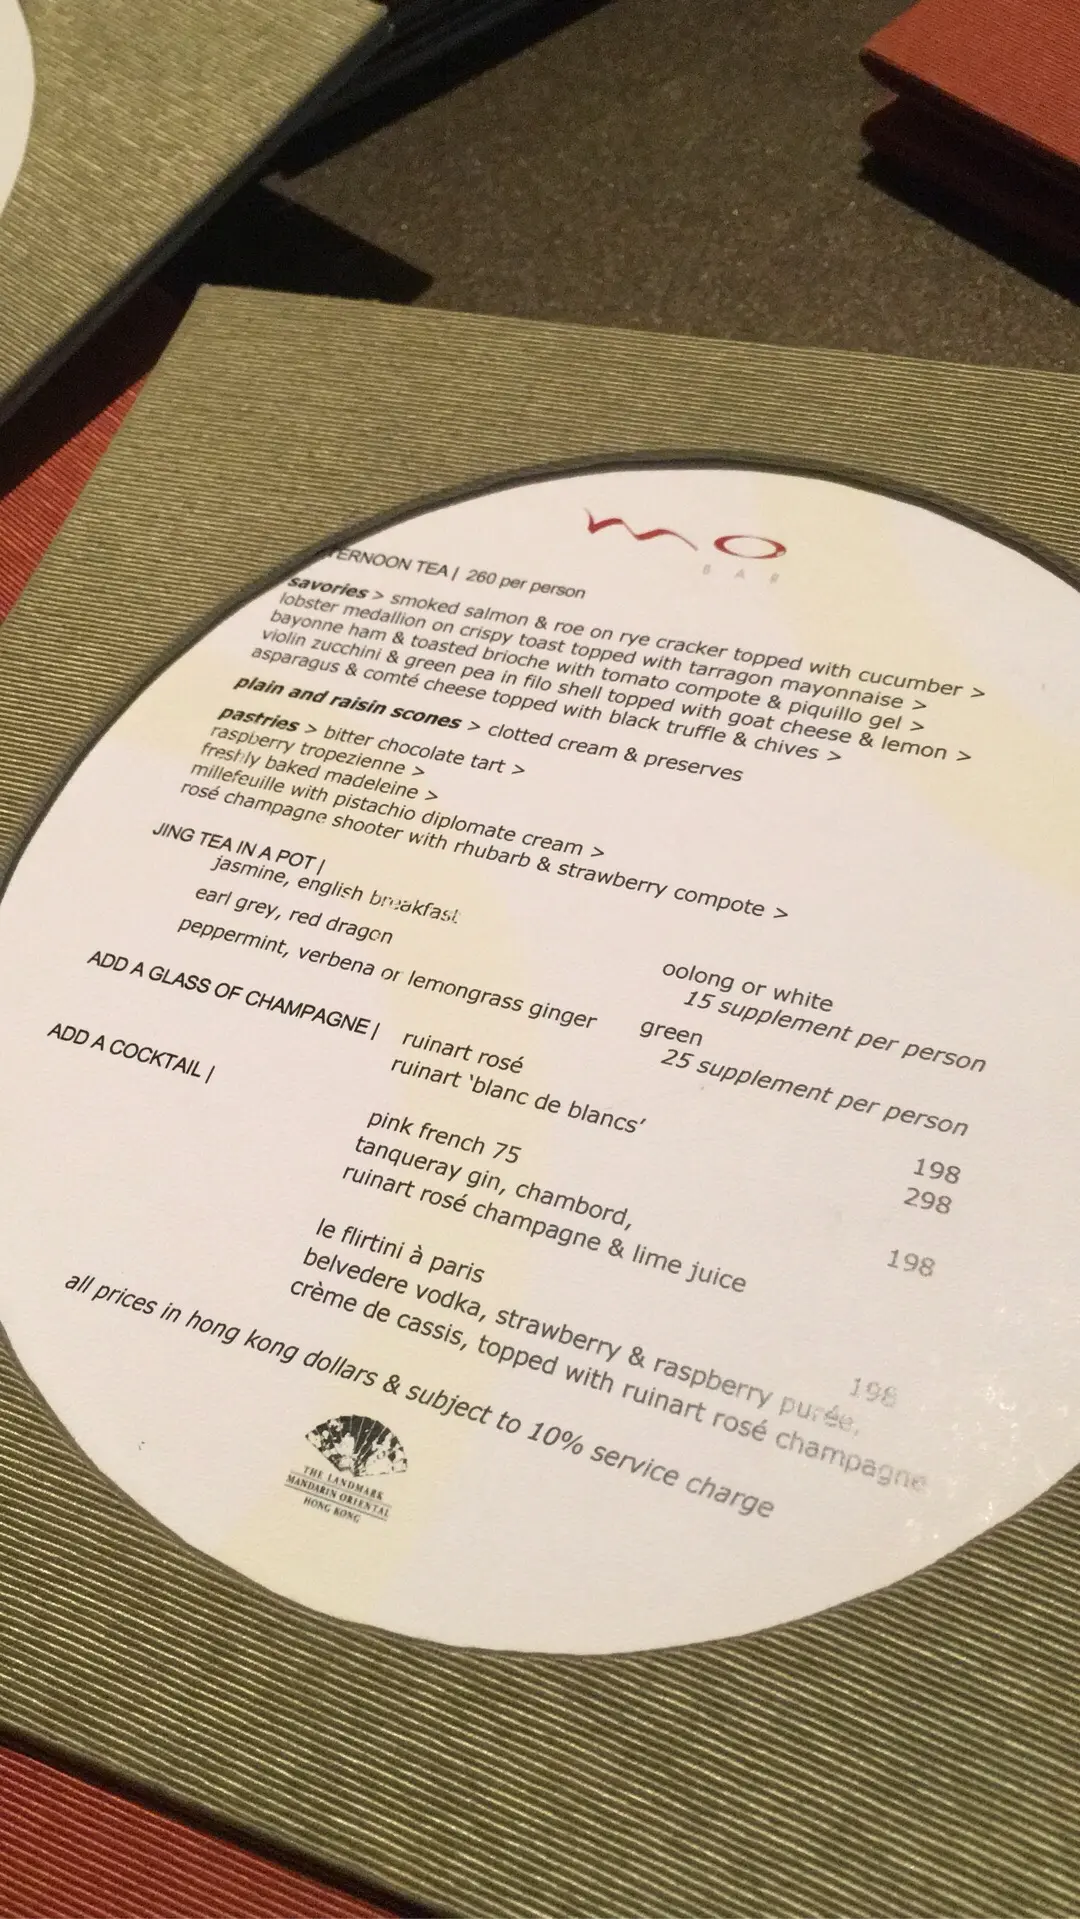 mo
BAR
TERNOON TEA | 260 per person
savories > smoked salmon & roe on rye cracker topped with cucumber >
lobster medallion on crispy toast topped with tarragon mayonnaise >
bayonne ham & toasted brioche with tomato compote & piquillo gel >
violin zucchini & green pea in filo shell topped with goat cheese & lemon >
asparagus & comté cheese topped with black truffle & chives >
plain and raisin scones > clotted cream & preserves
pastries > bitter chocolate tart >
raspberry tropezienne >
freshly baked madeleine >
millefeuille with pistachio diplomate cream >
rosé champagne shooter with rhubarb & strawberry compote >
JING TEA IN A POT |
jasmine, english breakfast
earl grey, red dragon
peppermint, verbena or lemongrass ginger
oolong or white
15 supplement per person
green
25 supplement per person
ADD A GLASS OF CHAMPAGNE | ruinart rosé 198
ruinart ‘blanc de blancs’ 298
ADD A COCKTAIL |
pink french 75 198
tanqueray gin, chambord,
ruinart rosé champagne & lime juice
le flirtini à paris 198
belvedere vodka, strawberry & raspberry purée,
crème de cassis, topped with ruinart rosé champagne
all prices in hong kong dollars & subject to 10% service charge
THE LANDMARK
MANDARIN ORIENTAL
HONG KONG